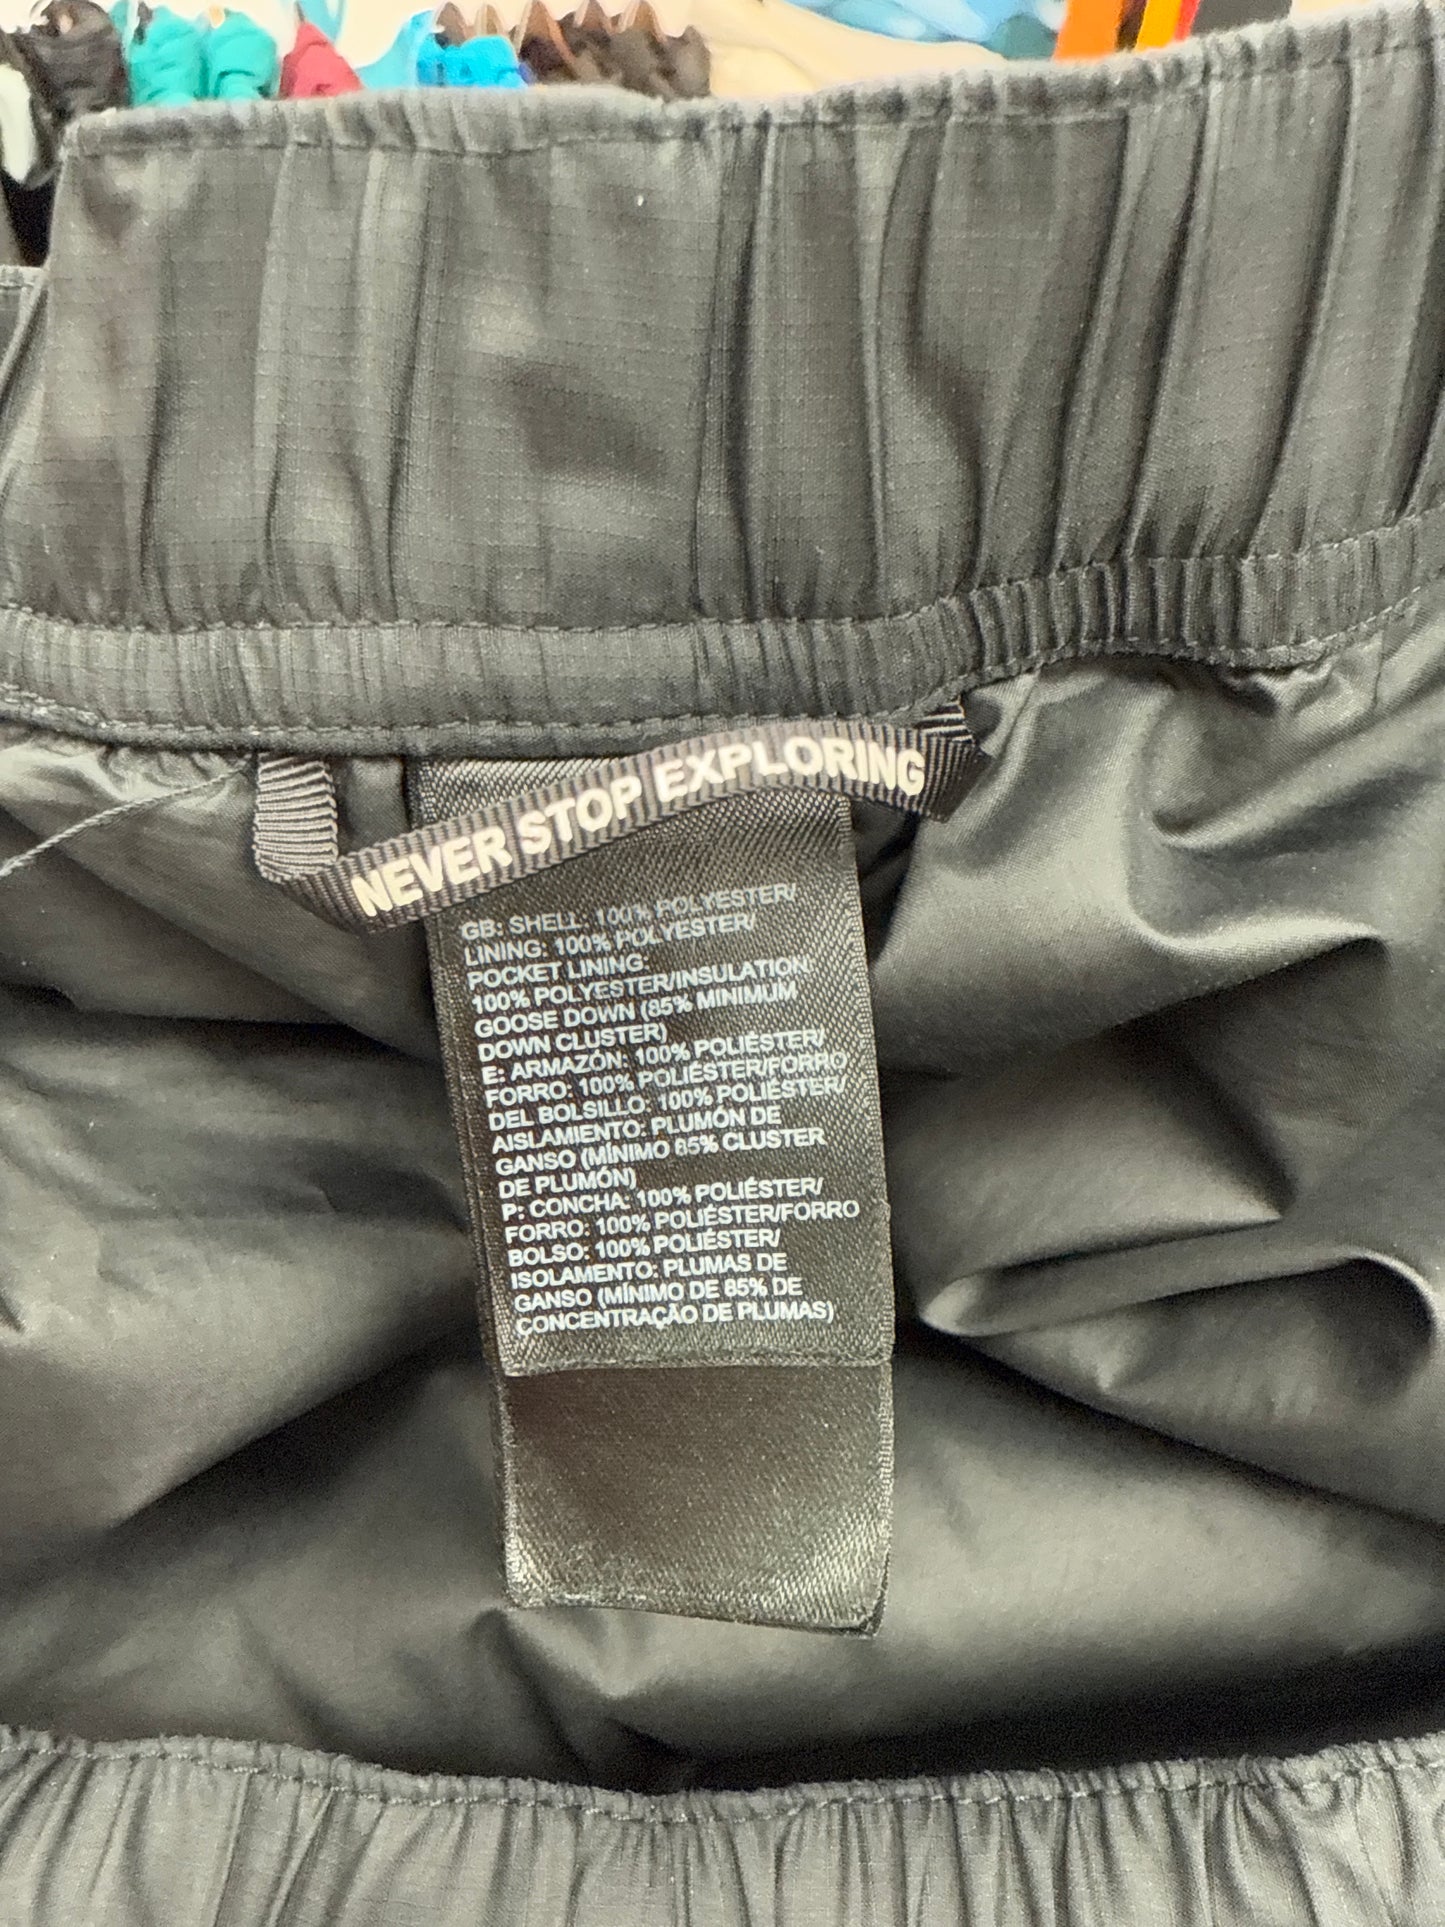 NEVER STOP EXPLORING
GB: SHELL: 100% POLYESTER/
LINING: 100% POLYESTER/
POCKET LINING:
100% POLYESTER/INSULATION:
GOOSE DOWN (85% MINIMUM
DOWN CLUSTER)
E: ARMAZÓN: 100% POLIÉSTER/
FORRO: 100% POLIÉSTER/FORRO
DEL BOLSILLO: 100% POLIÉSTER/
AISLAMIENTO: PLUMÓN DE
GANSO (MÍNIMO 85% CLUSTER
DE PLUMÓN)
P: CONCHA: 100% POLIÉSTER/
FORRO: 100% POLIÉSTER/FORRO
BOLSO: 100% POLIÉSTER/
ISOLAMENTO: PLUMAS DE
GANSO (MÍNIMO DE 85% DE
CONCENTRAÇÃO DE PLUMAS)